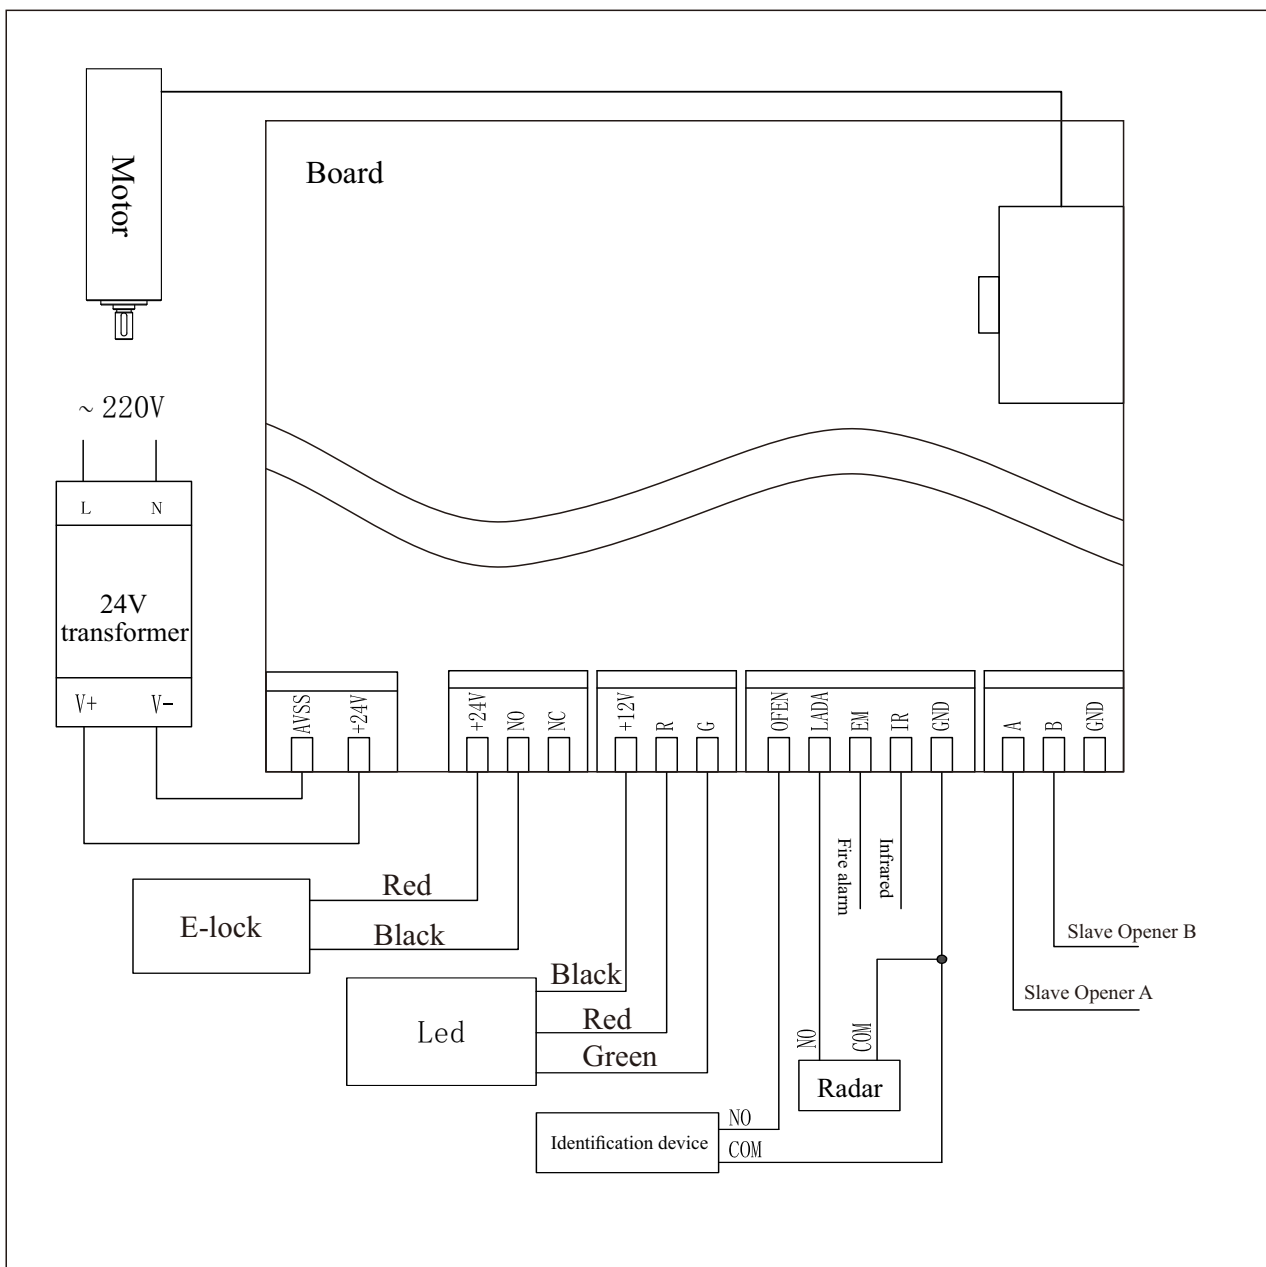 Motor
Board
~ 220V
L
N
24V
transformer
V+
V-
AVSS
+24V
+24V
NO
NC
+12V
R
G
OFEN
LADA
EM
IR
GND
A
B
GND
Fire alarm
Infrared
Red
E-lock
Black
Slave Opener B
Black
Slave Opener A
Led
Red
Green
NO
COM
Radar
NO
Identification device
COM